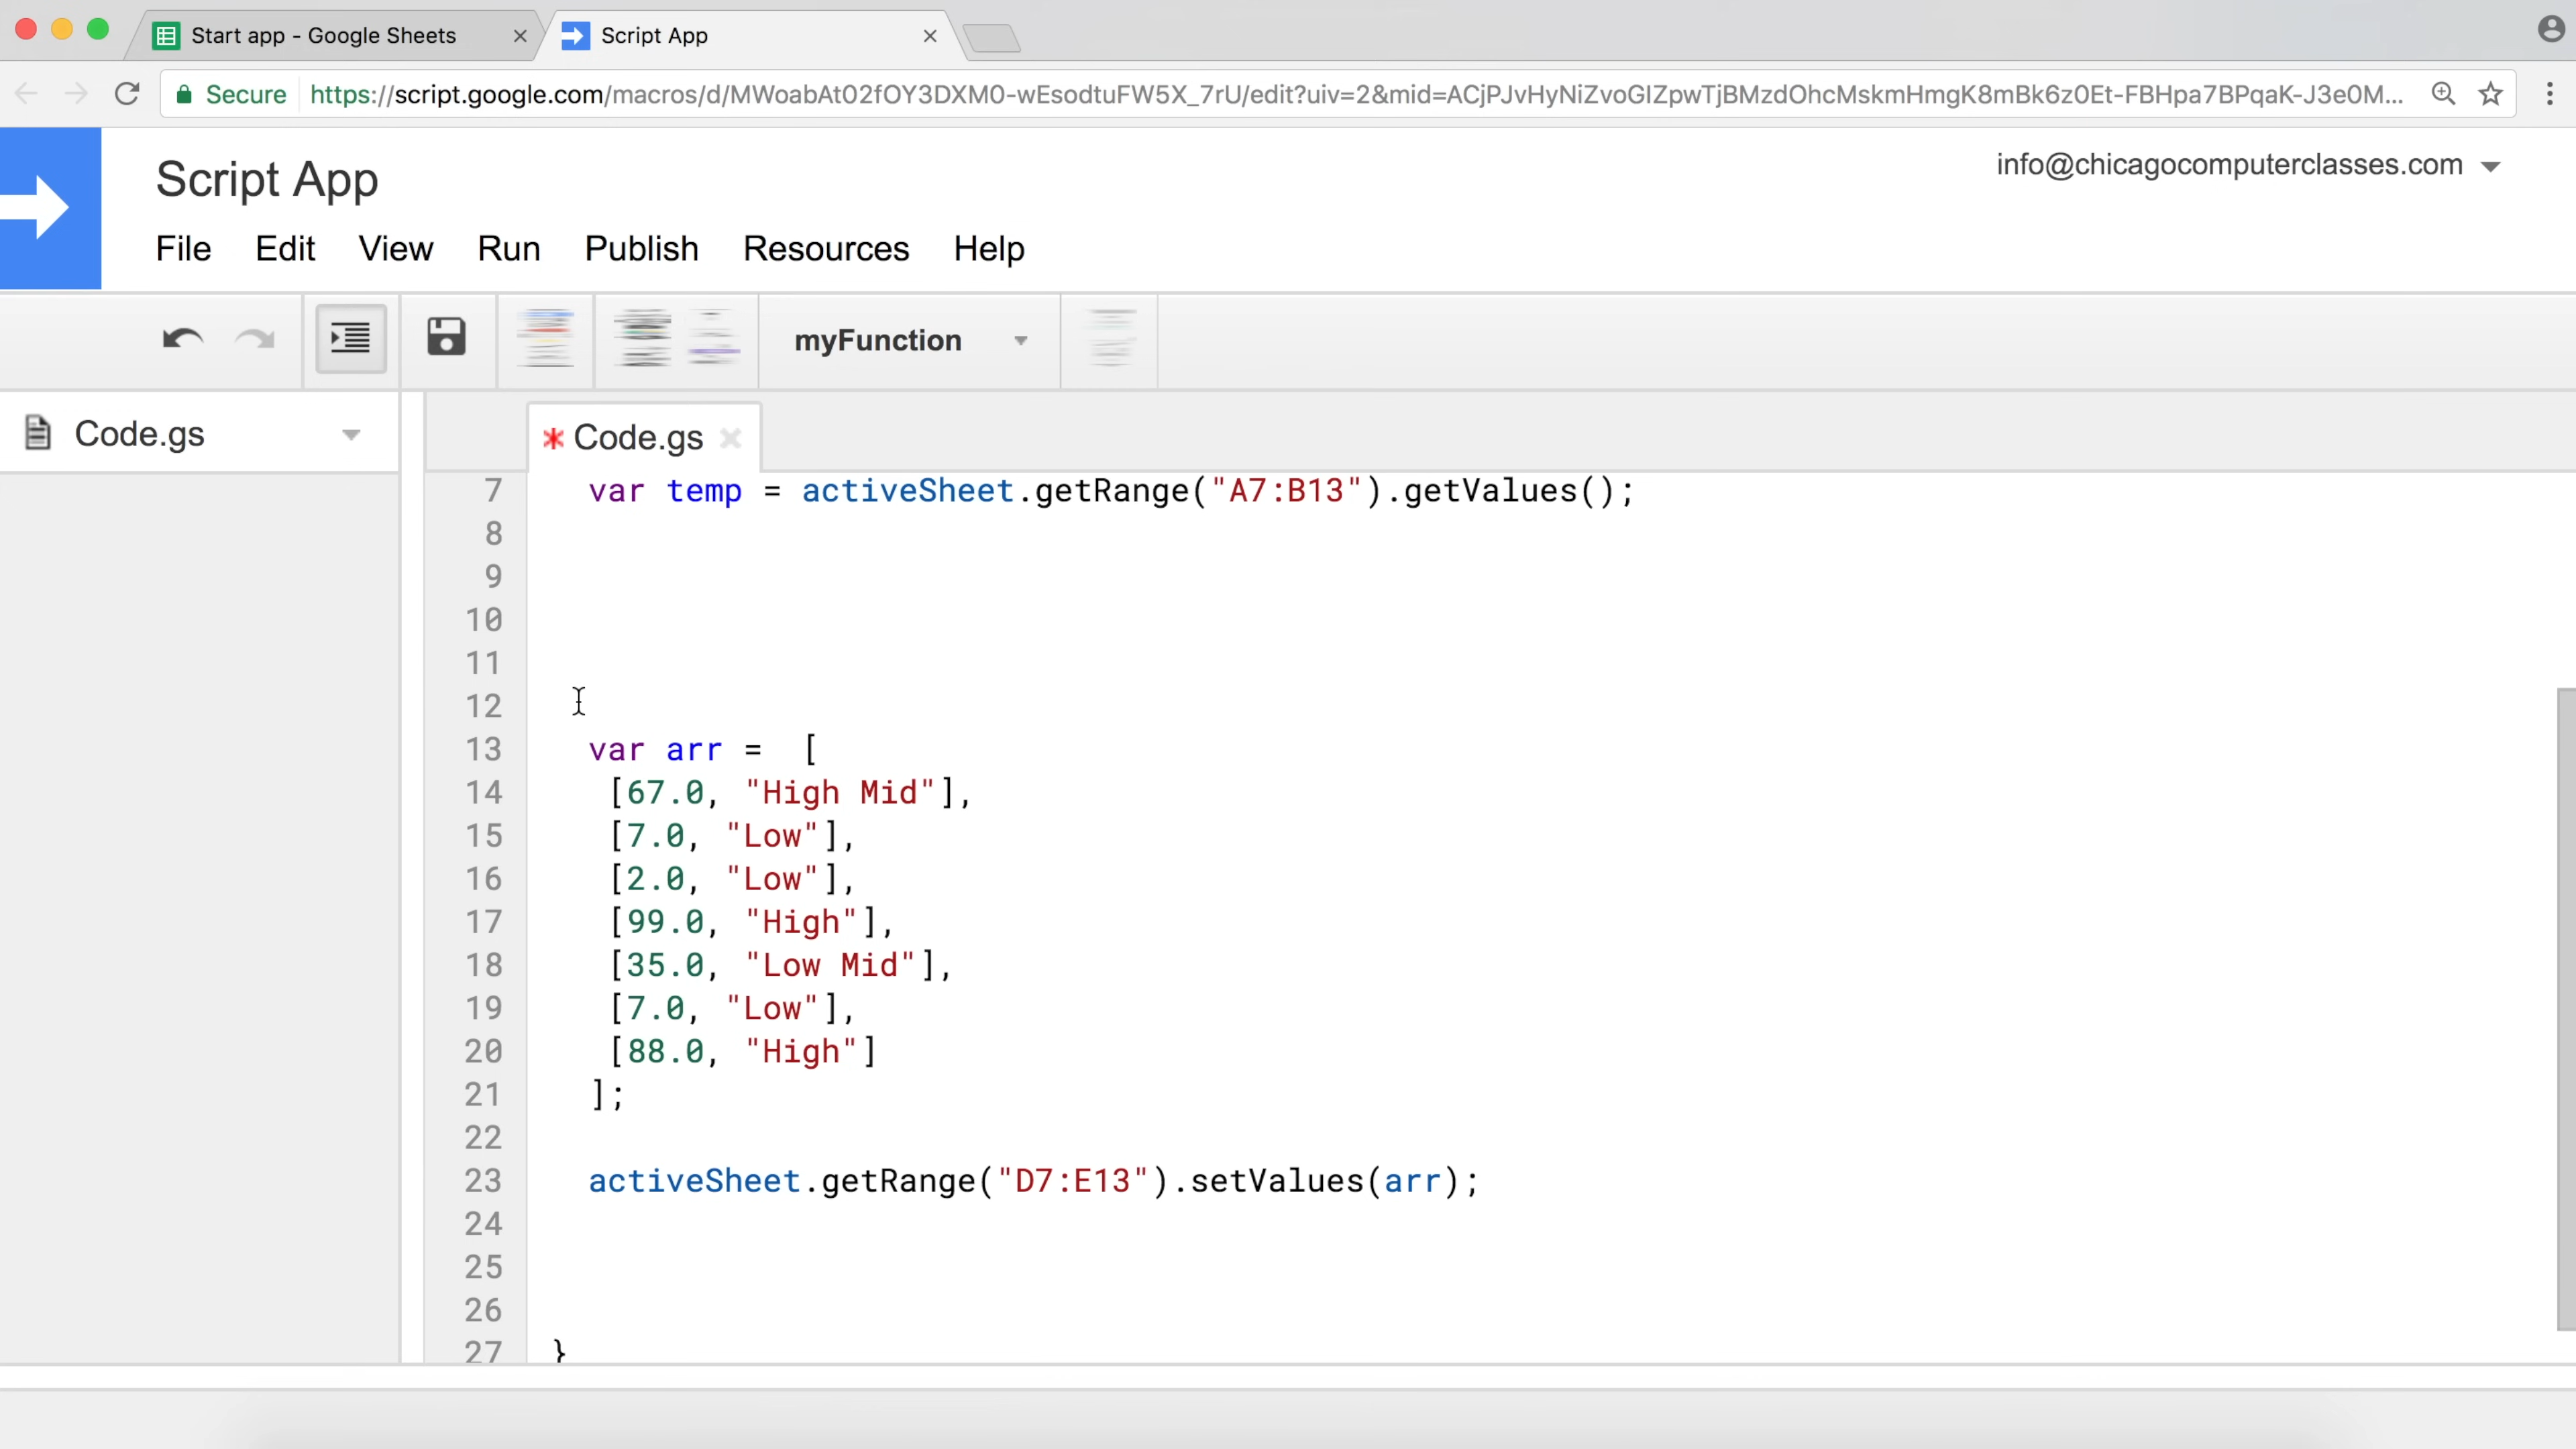 Start app - Google Sheets
Script App
Secure https://script.google.com/macros/d/MWoabAt02fOY3DXM0-wEsodtuFW5X_7rU/edit?uiv=2&mid=ACjPJvHyNiZvoGIZpwTjBMzdOhcMskmHmgK8mBk6z0Et-FBHpa7BPqaK-J3e0M...
Script App
info@chicagocomputerclasses.com
File Edit View Run Publish Resources Help
myFunction
Code.gs
* Code.gs
7 var temp = activeSheet.getRange("A7:B13").getValues();
8
9
10
11
12
13 var arr =  [
14 [67.0, "High Mid"],
15 [7.0, "Low"],
16 [2.0, "Low"],
17 [99.0, "High"],
18 [35.0, "Low Mid"],
19 [7.0, "Low"],
20 [88.0, "High"]
21 ];
22
23 activeSheet.getRange("D7:E13").setValues(arr);
24
25
26
27 }